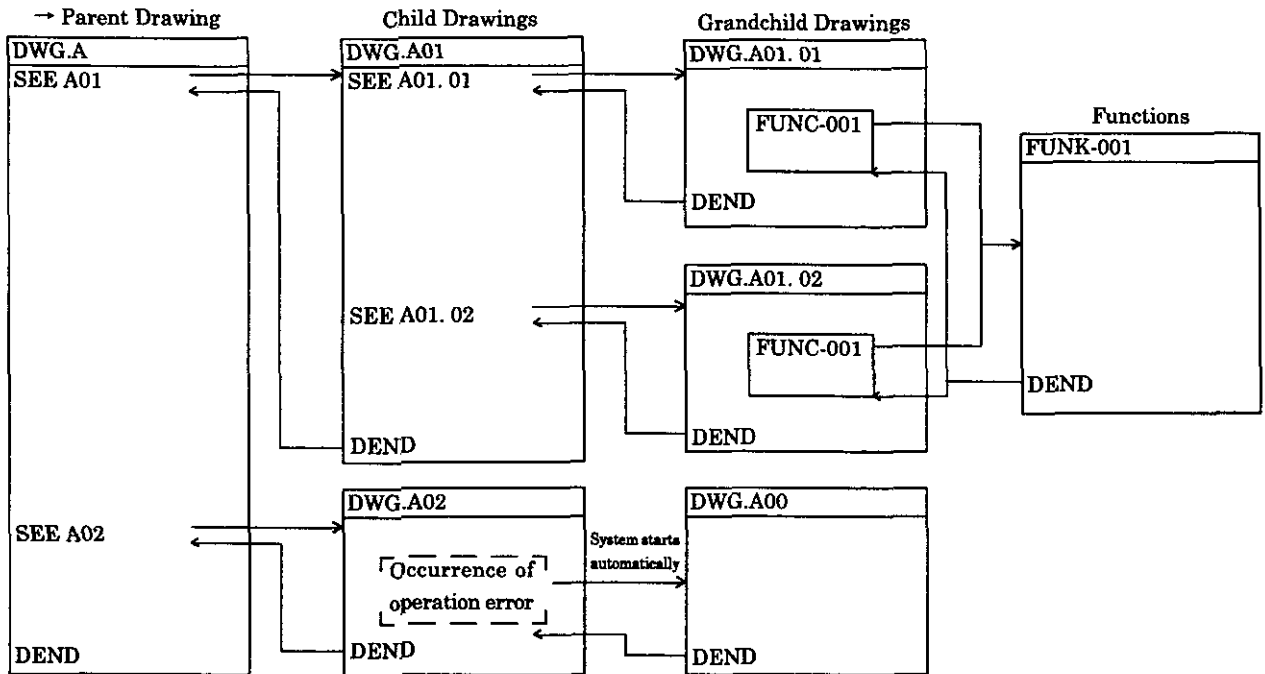 → Parent Drawing
DWG.A
SEE A01
SEE A02
DEND
Child Drawings
DWG.A01
SEE A01. 01
SEE A01. 02
DEND
DWG.A02
Occurrence of
operation error
DEND
System starts
automatically
Grandchild Drawings
DWG.A01. 01
FUNC-001
DEND
DWG.A01. 02
FUNC-001
DEND
DWG.A00
DEND
Functions
FUNK-001
DEND